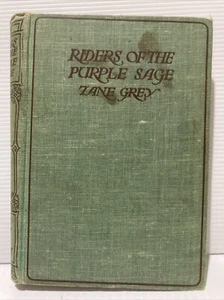 RIDERS OF THE
PURPLE SAGE
ZANE GREY